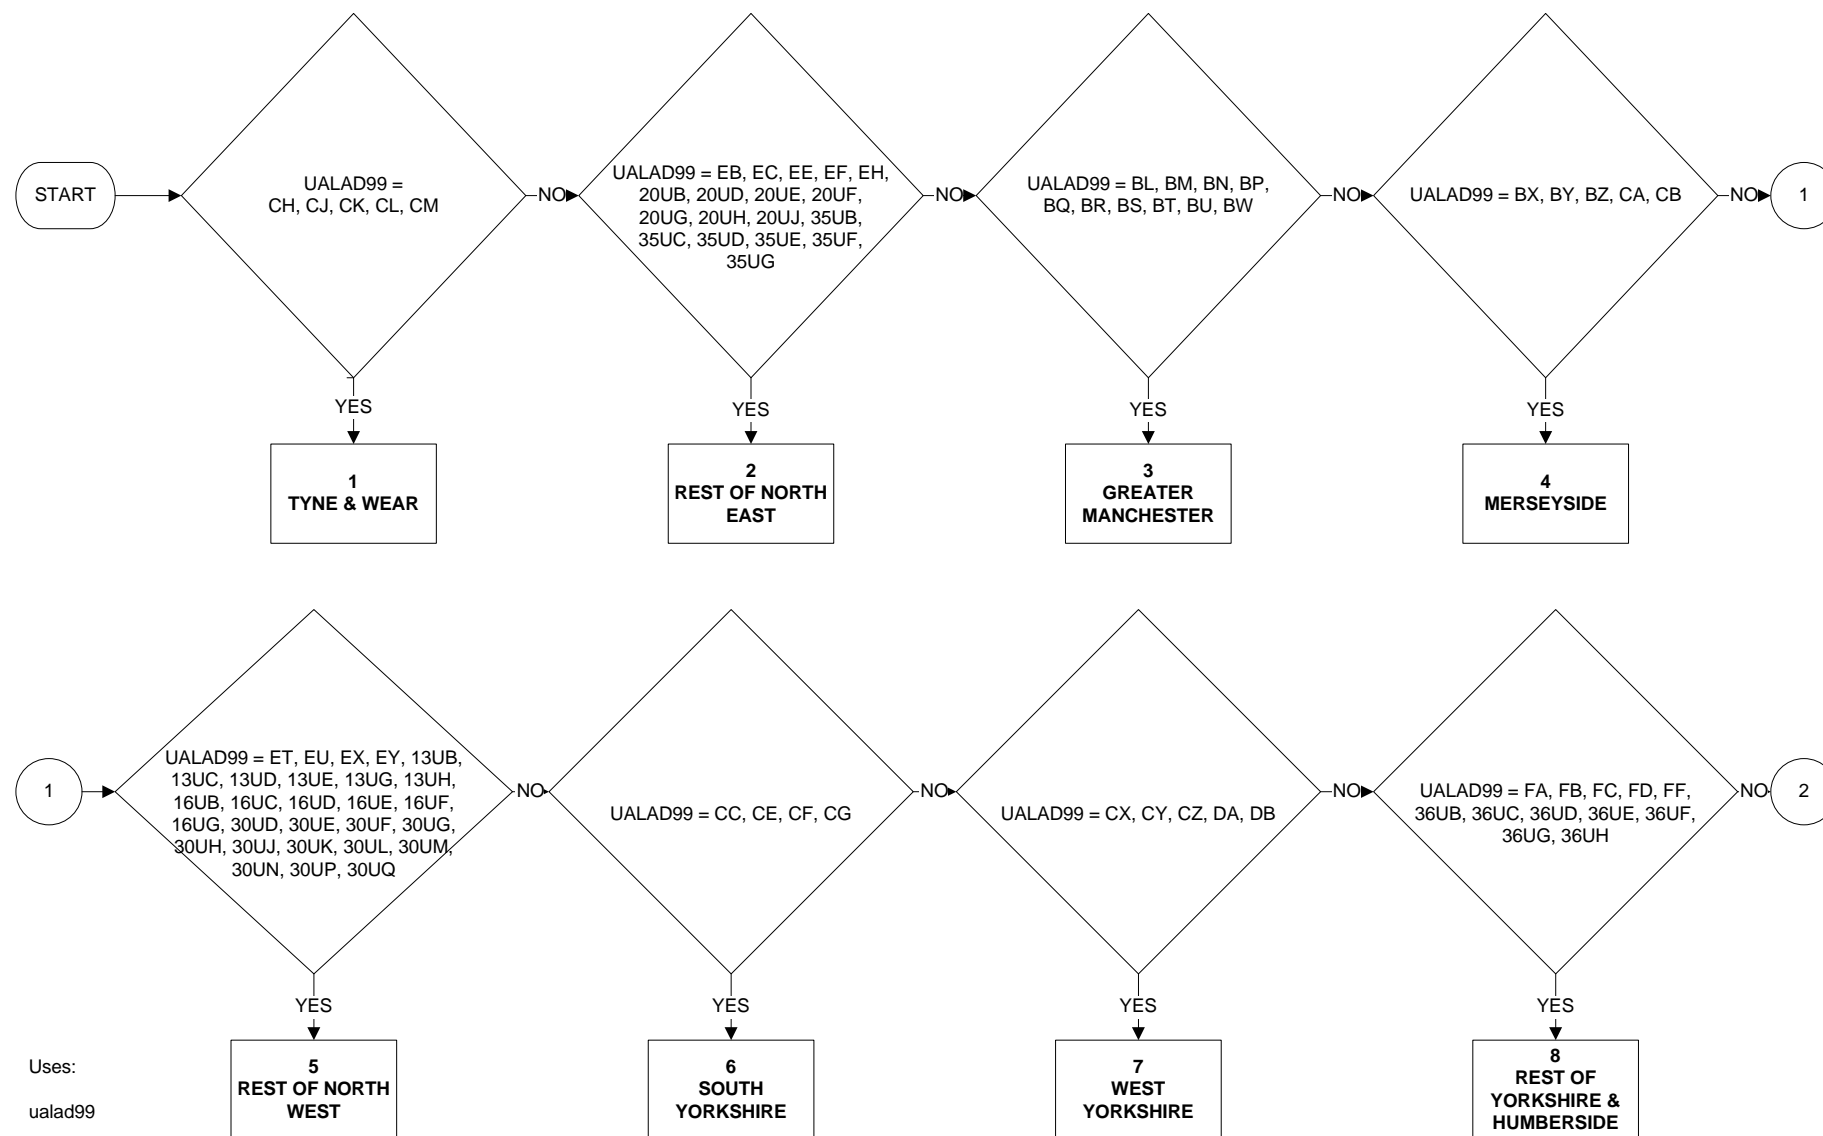 START
UALAD99 =
CH, CJ, CK, CL, CM
NO
UALAD99 = EB, EC, EE, EF, EH,
20UB, 20UD, 20UE, 20UF,
20UG, 20UH, 20UJ, 35UB,
35UC, 35UD, 35UE, 35UF,
35UG
NO
UALAD99 = BL, BM, BN, BP,
BQ, BR, BS, BT, BU, BW
NO
UALAD99 = BX, BY, BZ, CA, CB
NO
1
YES
YES
YES
YES
1
TYNE & WEAR
2
REST OF NORTH
EAST
3
GREATER
MANCHESTER
4
MERSEYSIDE
1
UALAD99 = ET, EU, EX, EY, 13UB,
13UC, 13UD, 13UE, 13UG, 13UH,
16UB, 16UC, 16UD, 16UE, 16UF,
16UG, 30UD, 30UE, 30UF, 30UG,
30UH, 30UJ, 30UK, 30UL, 30UM,
30UN, 30UP, 30UQ
NO
UALAD99 = CC, CE, CF, CG
NO
UALAD99 = CX, CY, CZ, DA, DB
NO
UALAD99 = FA, FB, FC, FD, FF,
36UB, 36UC, 36UD, 36UE, 36UF,
36UG, 36UH
NO
2
YES
YES
YES
YES
Uses:
ualad99
5
REST OF NORTH
WEST
6
SOUTH
YORKSHIRE
7
WEST
YORKSHIRE
8
REST OF
YORKSHIRE &
HUMBERSIDE